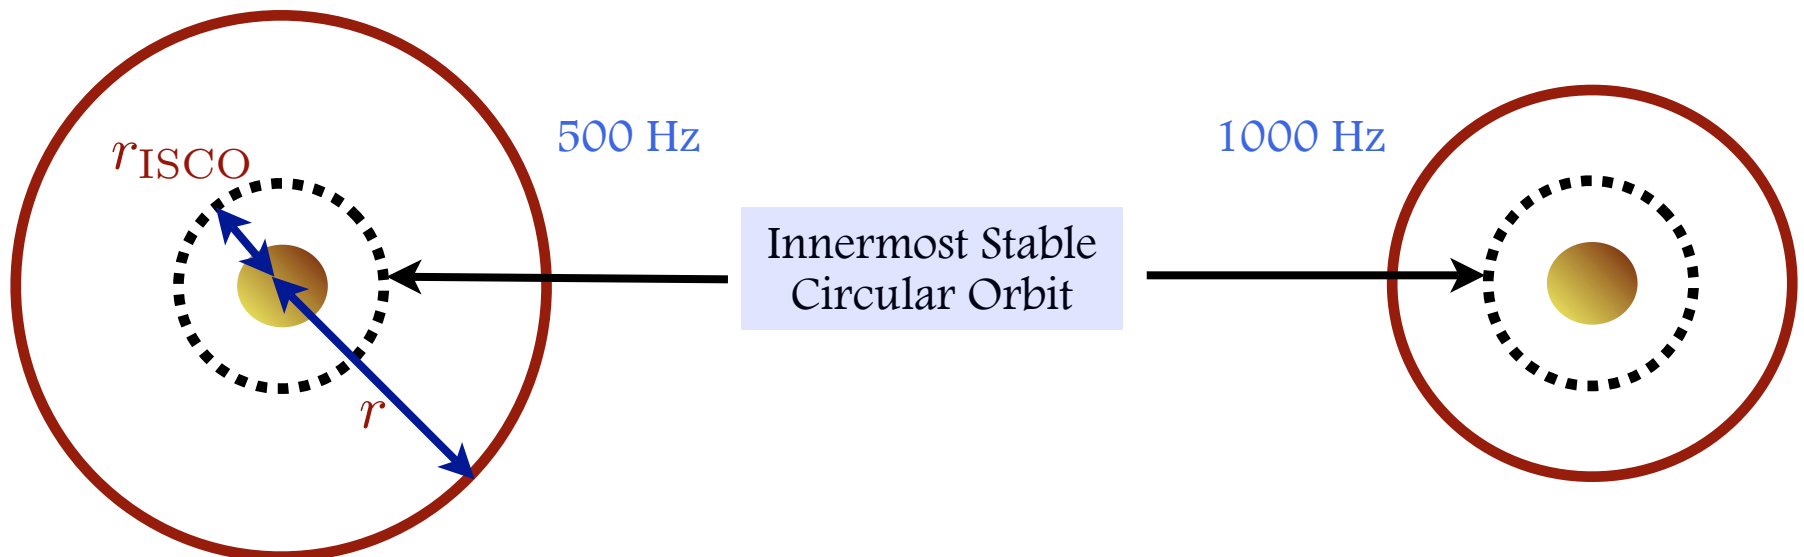 500 Hz
1000 Hz
r_ISCO
Innermost Stable
Circular Orbit
r